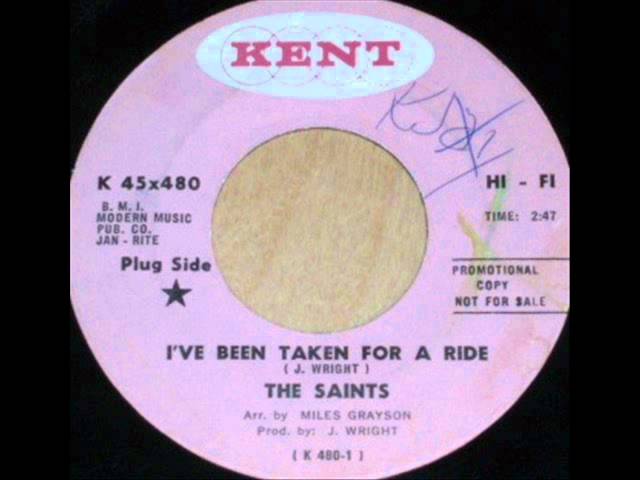 KENT
K 45x480
B. M. I.
MODERN MUSIC
PUB. CO.
JAN - RITE
Plug Side
HI - FI
TIME: 2:47
PROMOTIONAL
COPY
NOT FOR $ALE
I'VE BEEN TAKEN FOR A RIDE
( J. WRIGHT )
THE SAINTS
Arr. by MILES GRAYSON
Prod. by: J. WRIGHT
( K 480-1 )